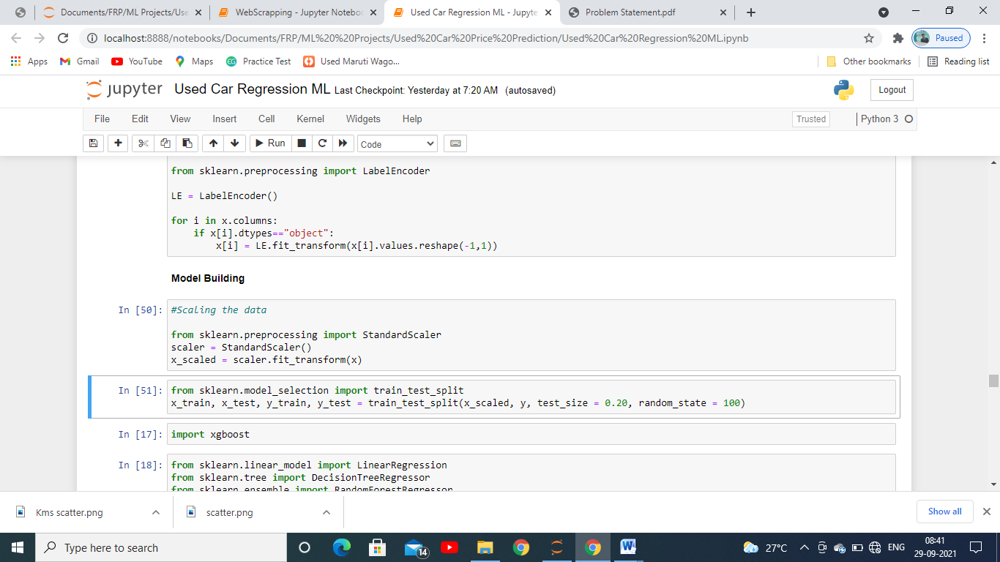 Documents/FRP/ML Projects/Use
WebScrapping - Jupyter Noteboo
Used Car Regression ML - Jupyte
Problem Statement.pdf
localhost:8888/notebooks/Documents/FRP/ML%20%20Projects/Used%20Car%20Price%20Prediction/Used%20Car%20Regression%20ML.ipynb
Paused
Apps
Gmail
YouTube
Maps
GG
Practice Test
Used Maruti Wago...
Other bookmarks
Reading list
jupyter
Used Car Regression ML Last Checkpoint: Yesterday at 7:20 AM (autosaved)
Logout
File Edit View Insert Cell Kernel Widgets Help
Trusted
Python 3
Run
Code
from sklearn.preprocessing import LabelEncoder
LE = LabelEncoder()
for i in x.columns:
    if x[i].dtypes=="object":
        x[i] = LE.fit_transform(x[i].values.reshape(-1,1))
Model Building
In [50]: #Scaling the data
from sklearn.preprocessing import StandardScaler
scaler = StandardScaler()
x_scaled = scaler.fit_transform(x)
In [51]: from sklearn.model_selection import train_test_split
x_train, x_test, y_train, y_test = train_test_split(x_scaled, y, test_size = 0.20, random_state = 100)
In [17]: import xgboost
In [18]: from sklearn.linear_model import LinearRegression
from sklearn.tree import DecisionTreeRegressor
from sklearn.ensemble import RandomForestRegressor
Kms scatter.png
scatter.png
Show all
Type here to search
14
W
27°C
ENG
08:41
29-09-2021